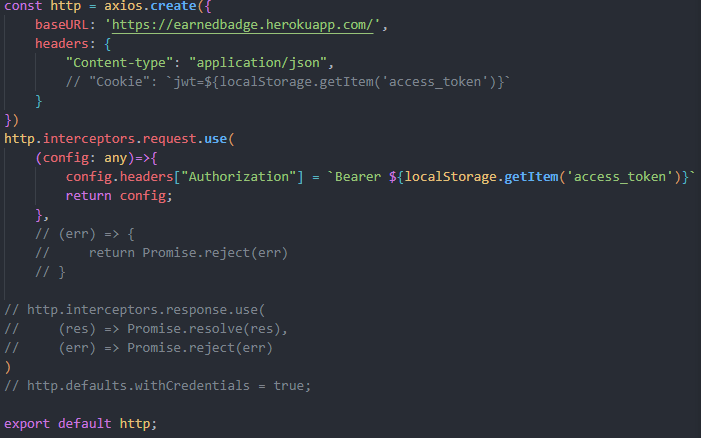 const http = axios.create({
    baseURL: 'https://earnedbadge.herokuapp.com/',
    headers: {
        "Content-type": "application/json",
        // "Cookie": `jwt=${localStorage.getItem('access_token')}`
    }
})
http.interceptors.request.use(
    (config: any)=>{
        config.headers["Authorization"] = `Bearer ${localStorage.getItem('access_token')}`
        return config;
    },
    // (err) => {
    //     return Promise.reject(err)
    // }

// http.interceptors.response.use(
//     (res) => Promise.resolve(res),
//     (err) => Promise.reject(err)
)
// http.defaults.withCredentials = true;

export default http;